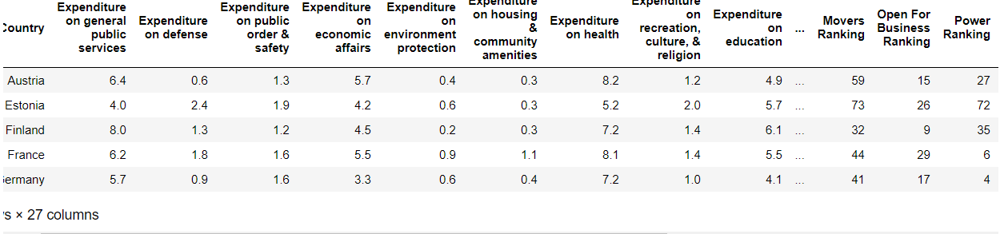 Country
Expenditure
on general
public
services
Expenditure
on defense
Expenditure
on public
order &
safety
Expenditure
on
economic
affairs
Expenditure
on
environment
protection
Expenditure
on housing
&
community
amenities
Expenditure
on health
Expenditure
on
recreation,
culture, &
religion
Expenditure
on
education
...
Movers
Ranking
Open For
Business
Ranking
Power
Ranking
Austria 6.4 0.6 1.3 5.7 0.4 0.3 8.2 1.2 4.9 ... 59 15 27
Estonia 4.0 2.4 1.9 4.2 0.6 0.3 5.2 2.0 5.7 ... 73 26 72
Finland 8.0 1.3 1.2 4.5 0.2 0.3 7.2 1.4 6.1 ... 32 9 35
France 6.2 1.8 1.6 5.5 0.9 1.1 8.1 1.4 5.5 ... 44 29 6
Germany 5.7 0.9 1.6 3.3 0.6 0.4 7.2 1.0 4.1 ... 41 17 4
× 27 columns